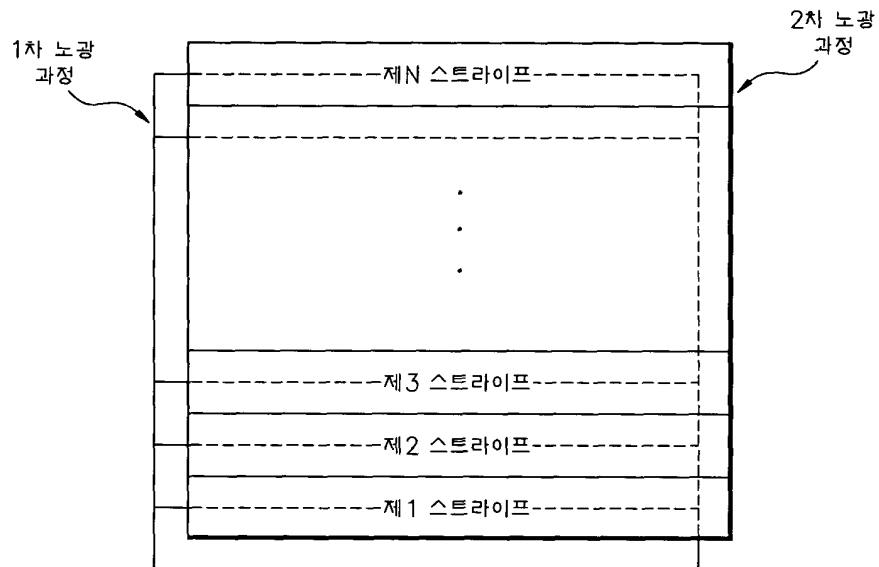 1차 노광
과정
2차 노광
과정
제N 스트라이프
제3 스트라이프
제2 스트라이프
제1 스트라이프